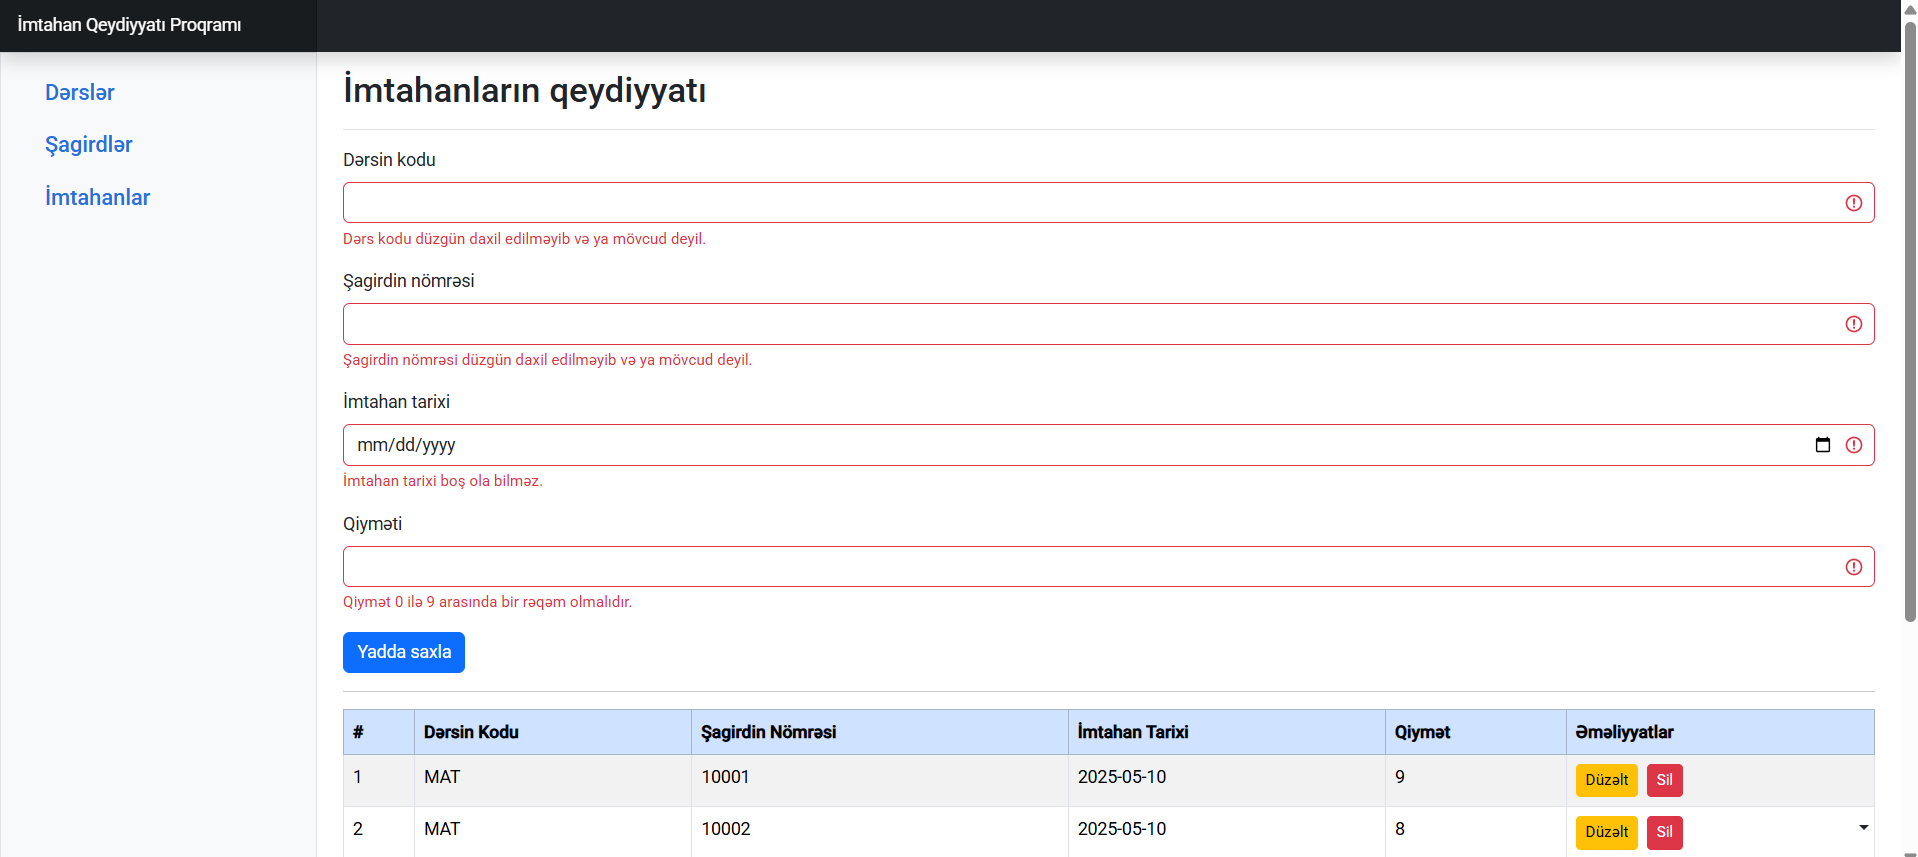 İmtahan Qeydiyyatı Proqramı
Dərslər
Şagirdlər
İmtahanlar
İmtahanların qeydiyyatı
Dərsin kodu
Dərs kodu düzgün daxil edilməyib və ya mövcud deyil.
Şagirdin nömrəsi
Şagirdin nömrəsi düzgün daxil edilməyib və ya mövcud deyil.
İmtahan tarixi
mm/dd/yyyy
İmtahan tarixi boş ola bilməz.
Qiyməti
Qiymət 0 ilə 9 arasında bir rəqəm olmalıdır.
Yadda saxla
# Dərsin Kodu Şagirdin Nömrəsi İmtahan Tarixi Qiymət Əməliyyatlar
1 MAT 10001 2025-05-10 9 Düzəlt Sil
2 MAT 10002 2025-05-10 8 Düzəlt Sil